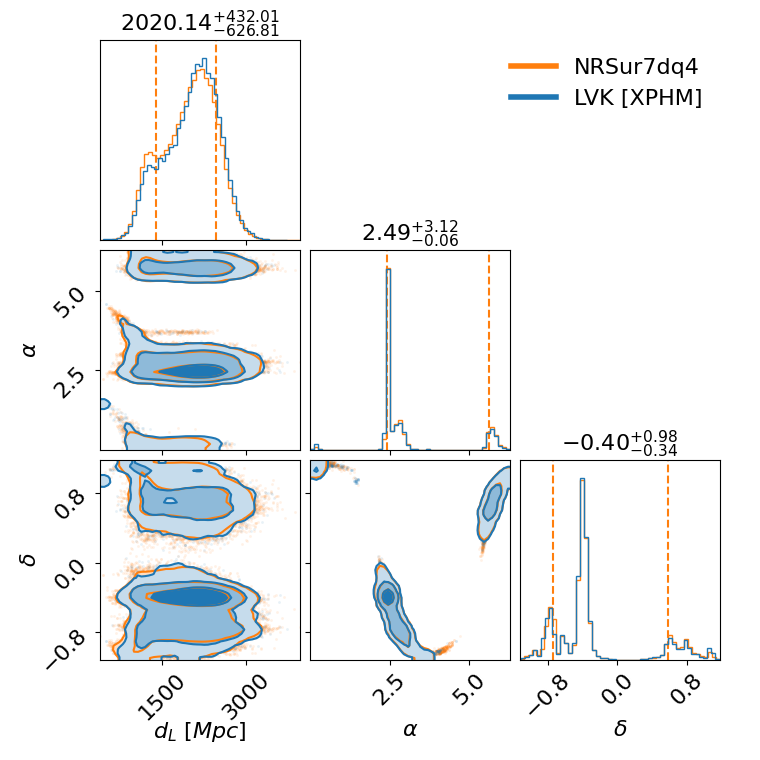 2020.14+432.01−626.81
NRSur7dq4
LVK [XPHM]
2.49+3.12−0.06
5.0
2.5
α
−0.40+0.98−0.34
0.8
0.0
−0.8
δ
1500
3000
2.5
5.0
−0.8
0.0
0.8
d_L [Mpc]
α
δ